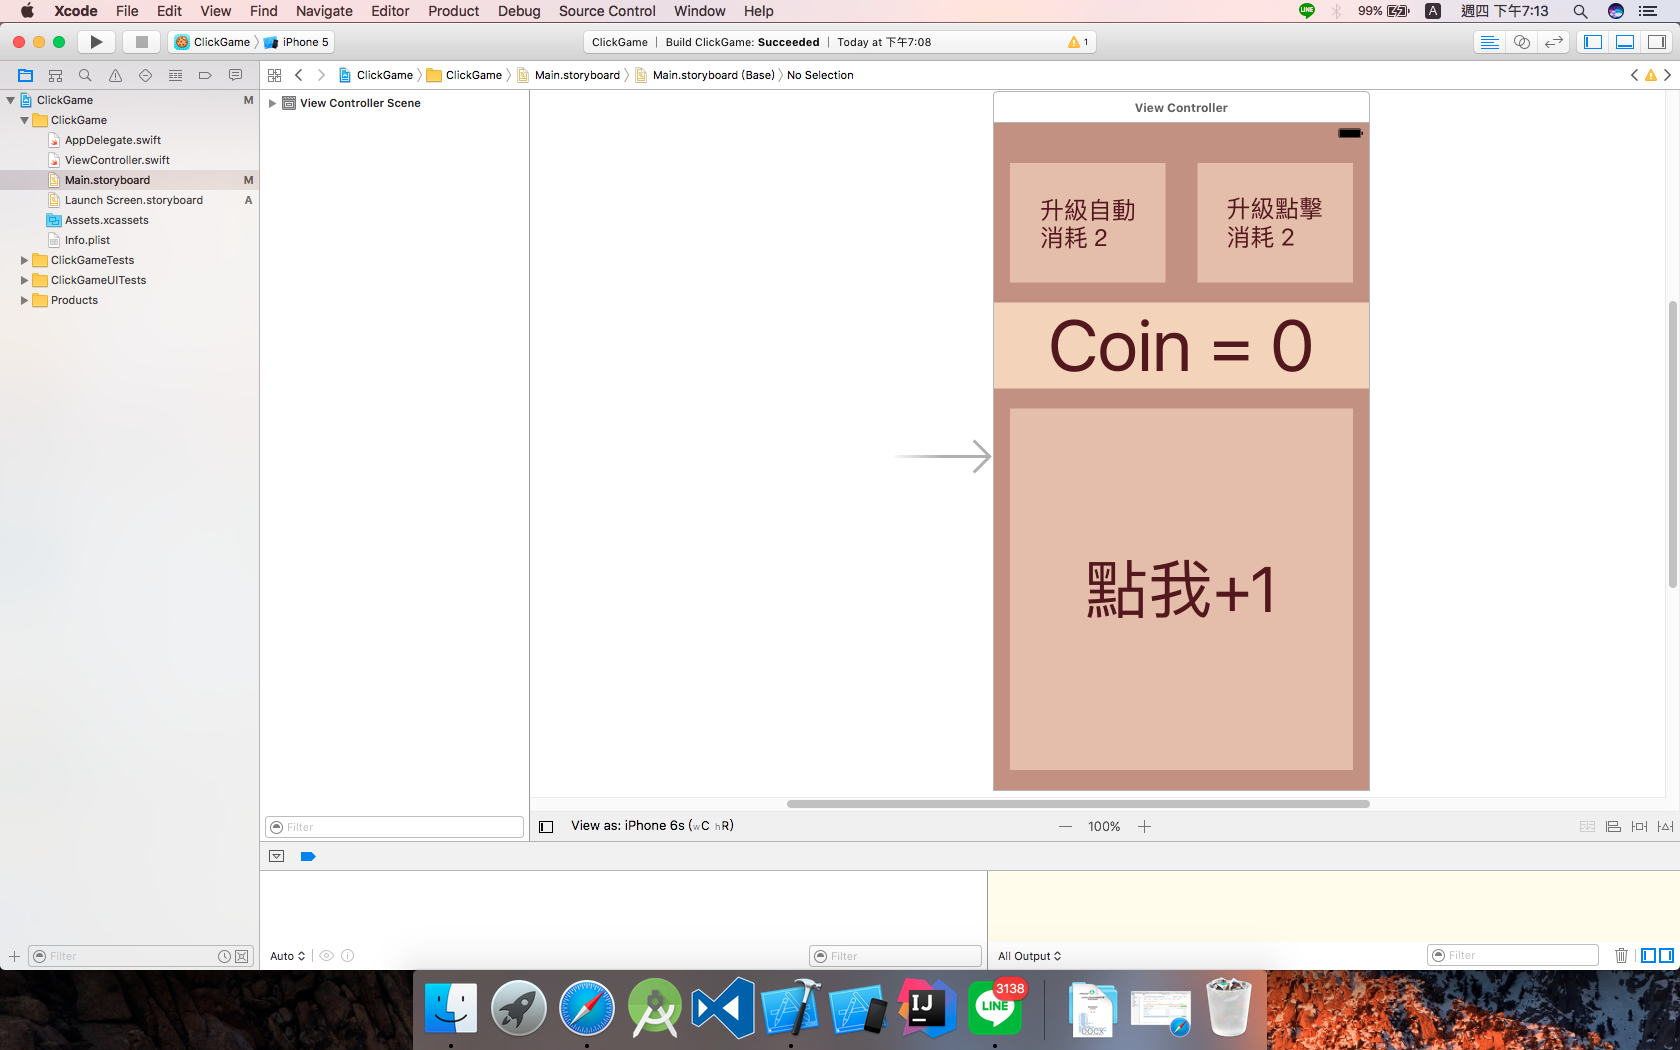 Xcode File Edit View Find Navigate Editor Product Debug Source Control Window Help
LINE 99% A 週四 下午7:13
ClickGame iPhone 5
ClickGame | Build ClickGame: Succeeded | Today at 下午7:08 1
ClickGame ClickGame Main.storyboard Main.storyboard (Base) No Selection
ClickGame M
ClickGame
AppDelegate.swift
ViewController.swift
Main.storyboard M
Launch Screen.storyboard A
Assets.xcassets
Info.plist
ClickGameTests
ClickGameUITests
Products
View Controller Scene
View Controller
升級自動
消耗 2
升級點擊
消耗 2
Coin = 0
點我+1
Filter
View as: iPhone 6s (wC hR)
100%
Filter
Auto
Filter
All Output
Filter
IJ
LINE
3138
DOCX